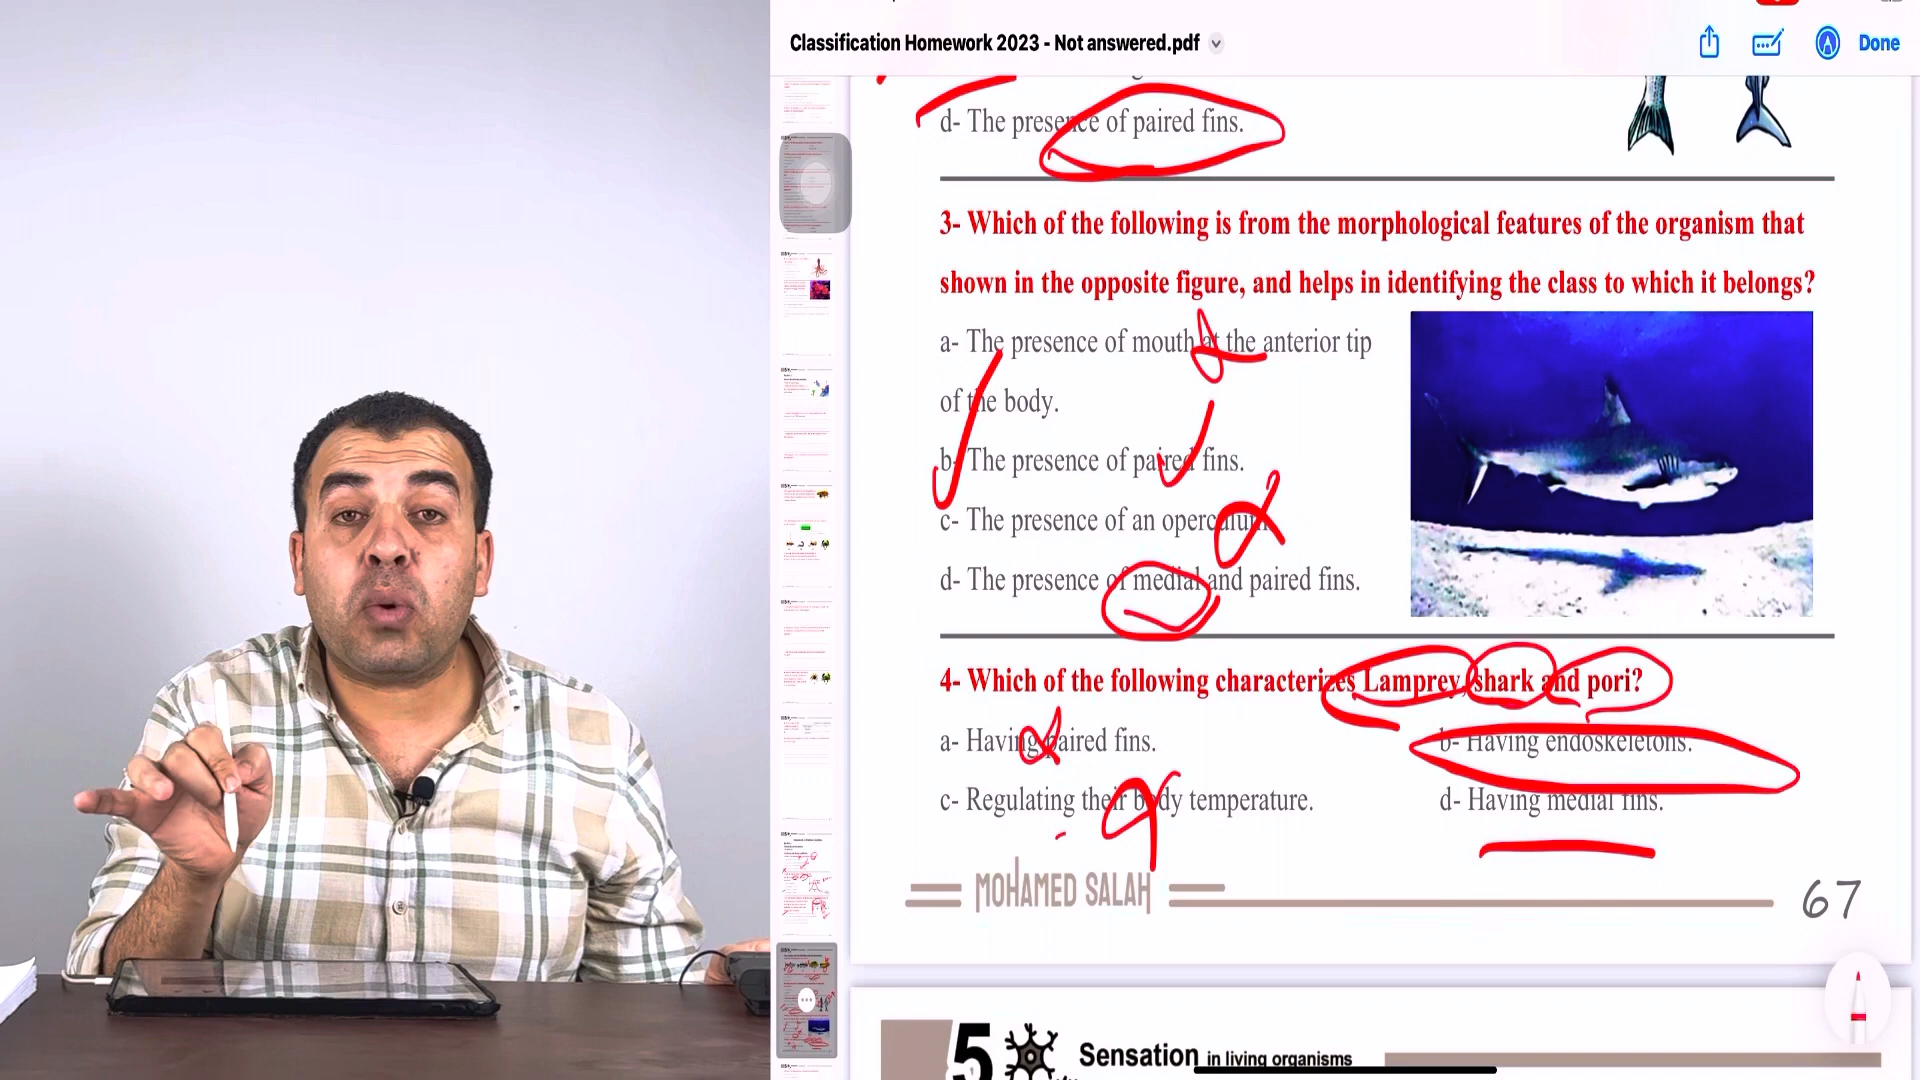 Classification Homework 2023 - Not answered.pdf
Done
d- The presence of paired fins.
3- Which of the following is from the morphological features of the organism that
shown in the opposite figure, and helps in identifying the class to which it belongs?
a- The presence of mouth at the anterior tip
of the body.
b- The presence of paired fins.
c- The presence of an operculum.
d- The presence of medial and paired fins.
4- Which of the following characterizes Lamprey, shark and pori?
a- Having paired fins.
b- Having endoskeletons.
c- Regulating their body temperature.
d- Having medial fins.
MOHAMED SALAH
67
5
Sensation in living organisms